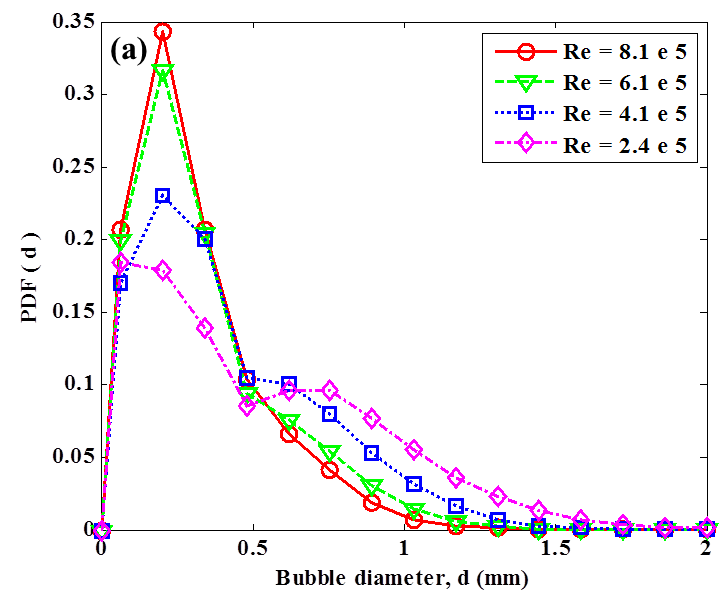 (a)
Re = 8.1 e 5
Re = 6.1 e 5
Re = 4.1 e 5
Re = 2.4 e 5
0.35
0.3
0.25
0.2
0.15
0.1
0.05
0
PDF ( d )
0 0.5 1 1.5 2
Bubble diameter, d (mm)